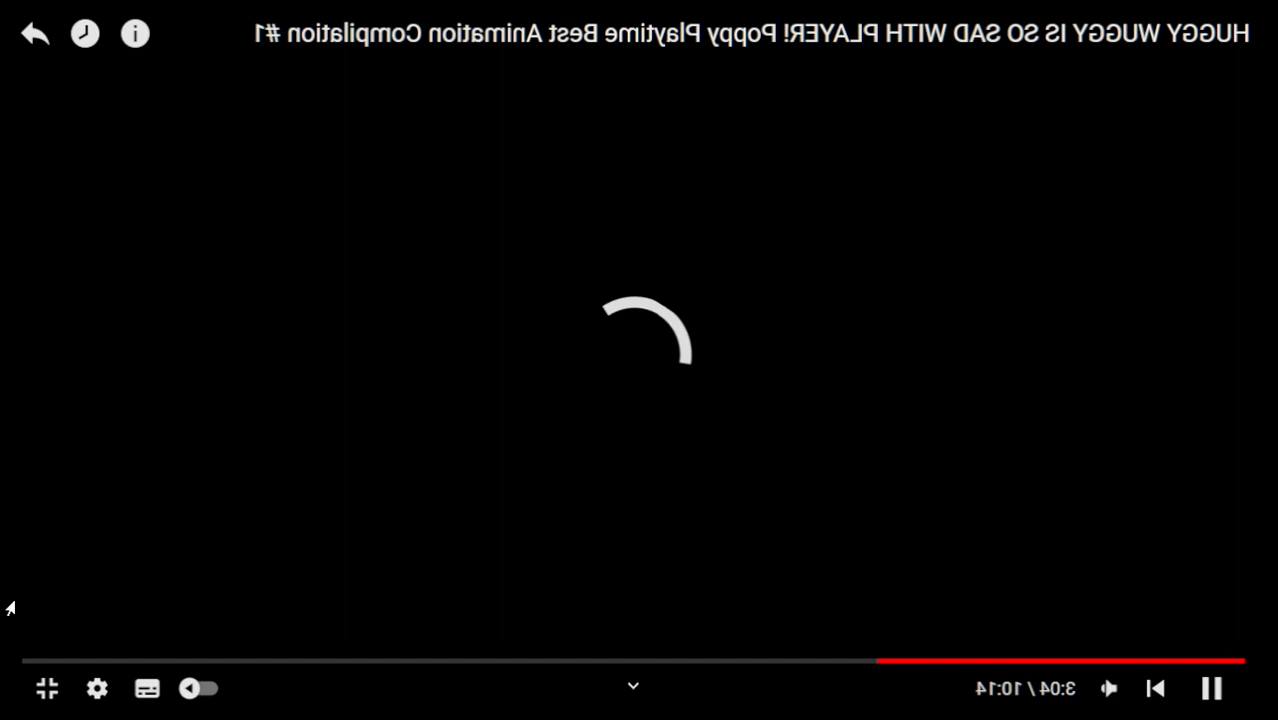 HUGGY WUGGY IS SO SAD WITH PLAYER! Poppy Playtime Best Animation Compilation #1
3:04 / 10:14